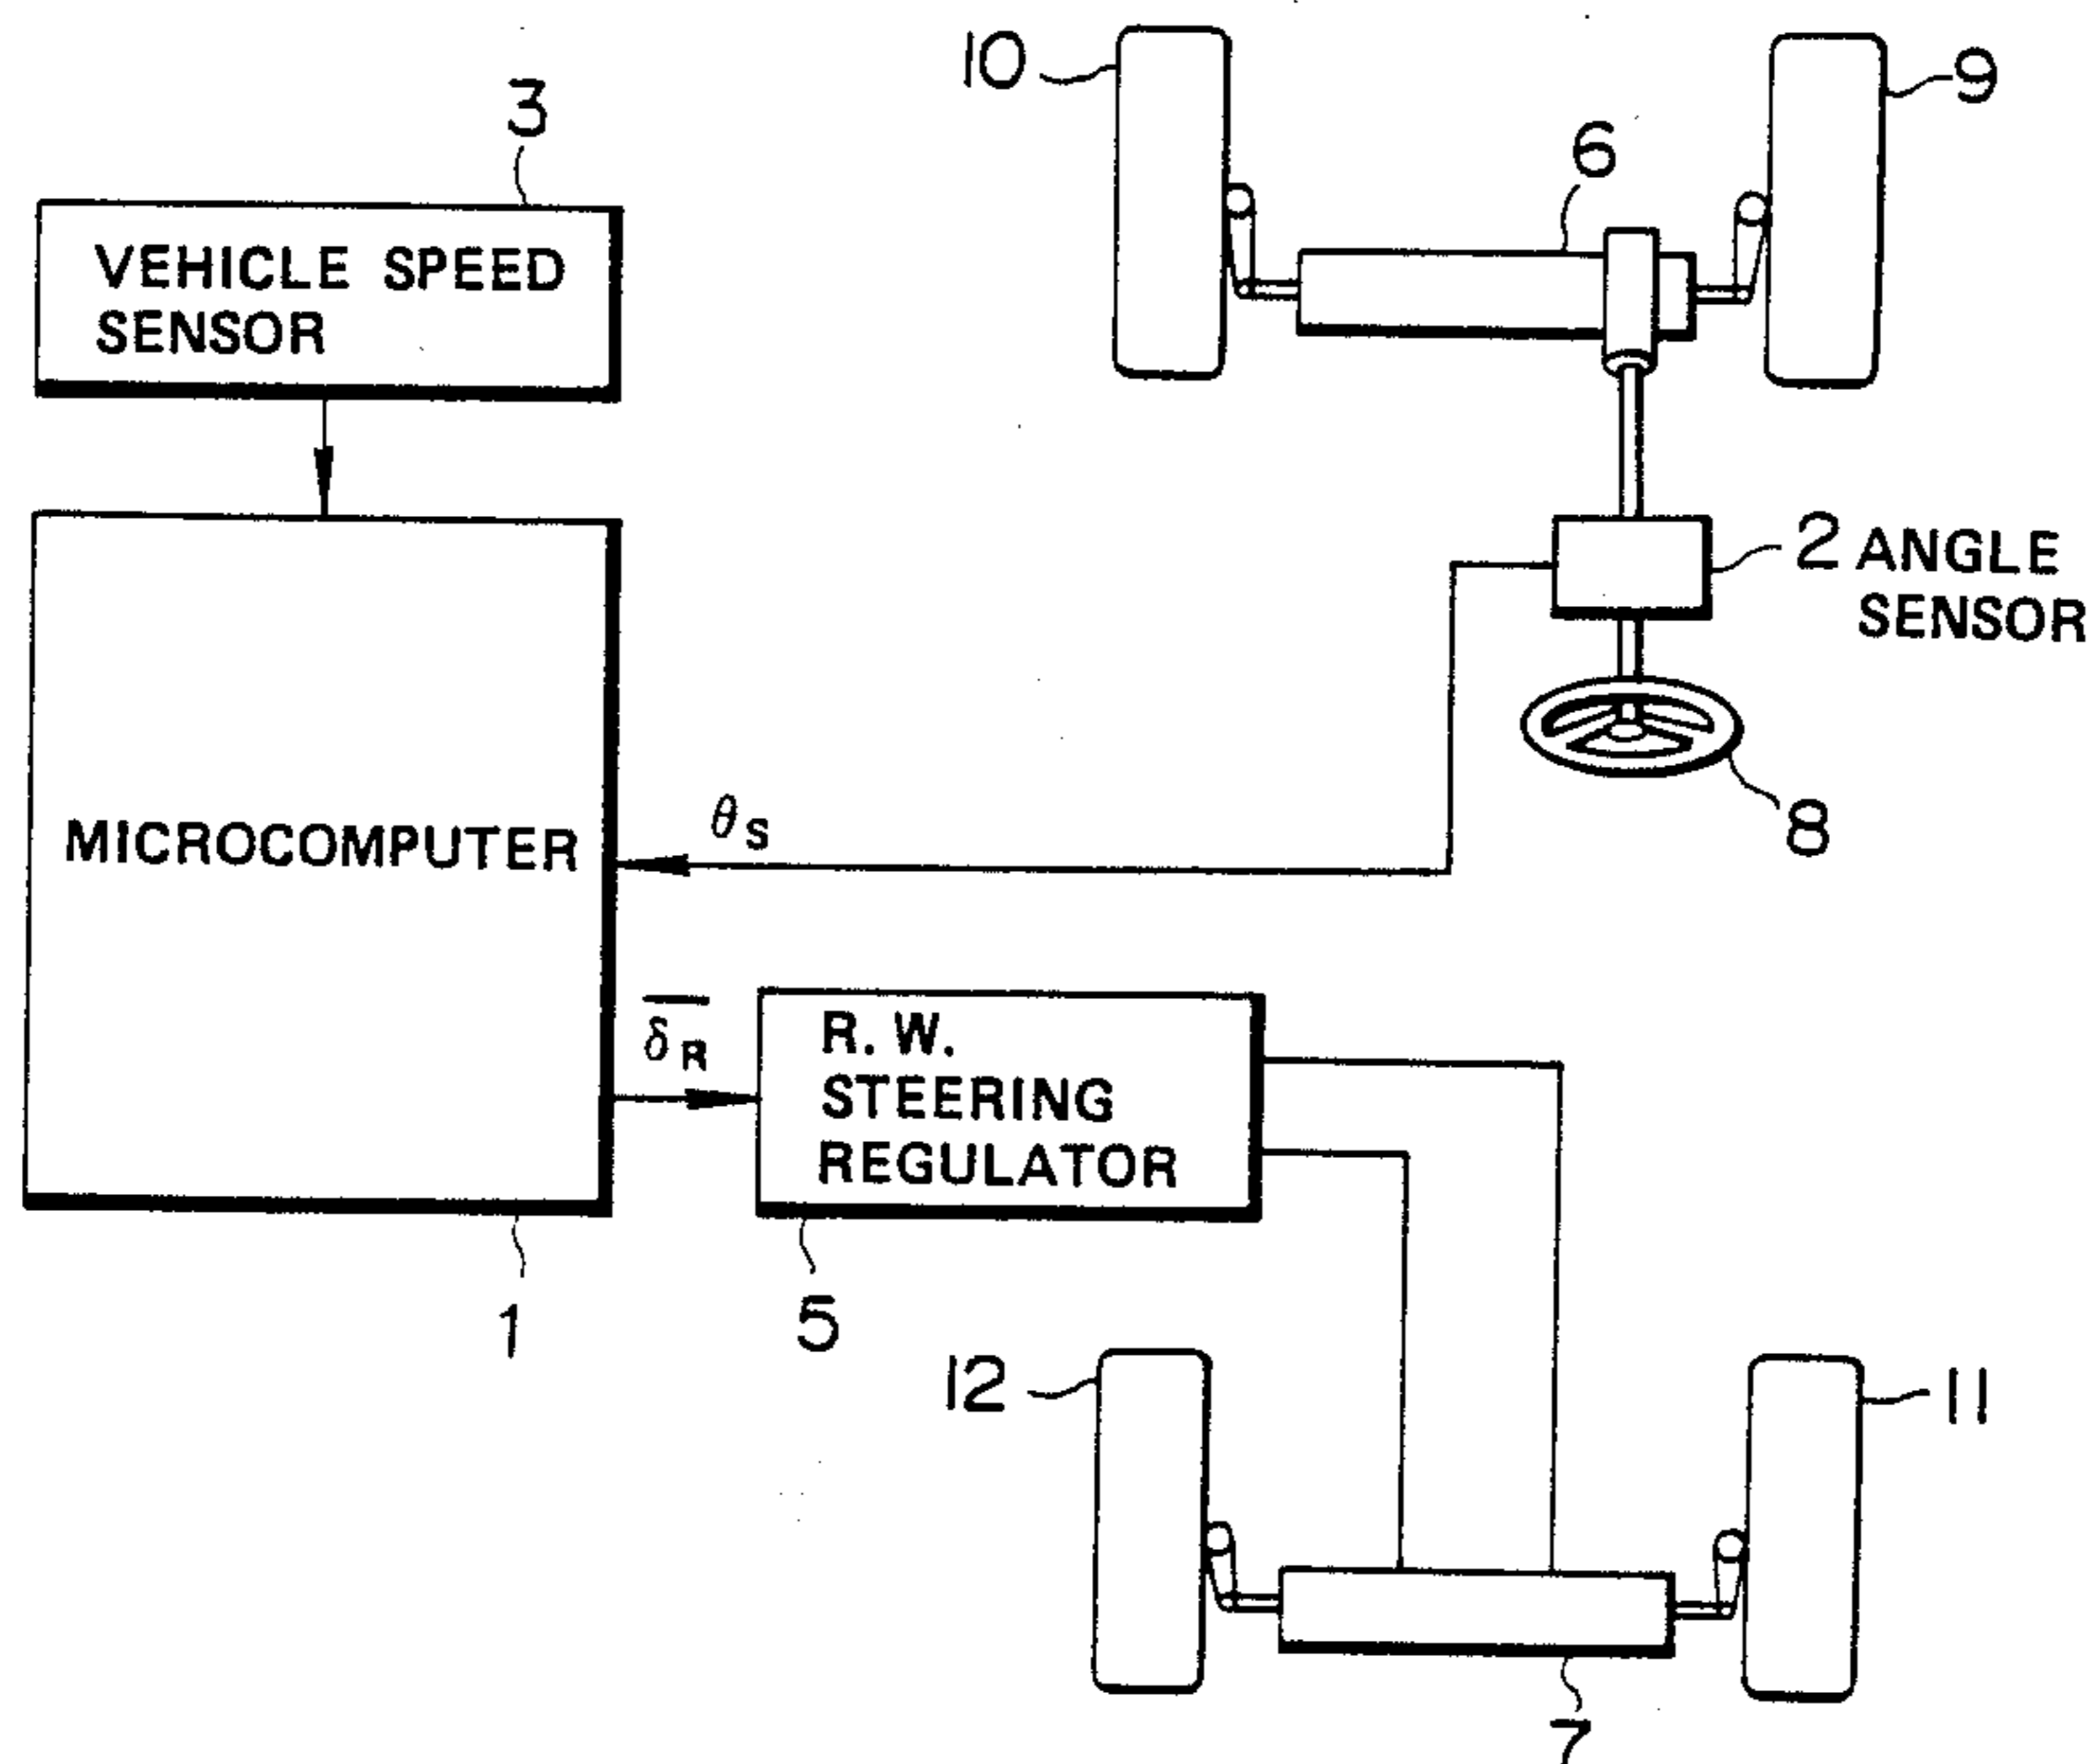 10
9
3
6
VEHICLE SPEED
SENSOR
2 ANGLE
SENSOR
8
MICROCOMPUTER
θS
δR
R. W.
STEERING
REGULATOR
1
5
12
11
7